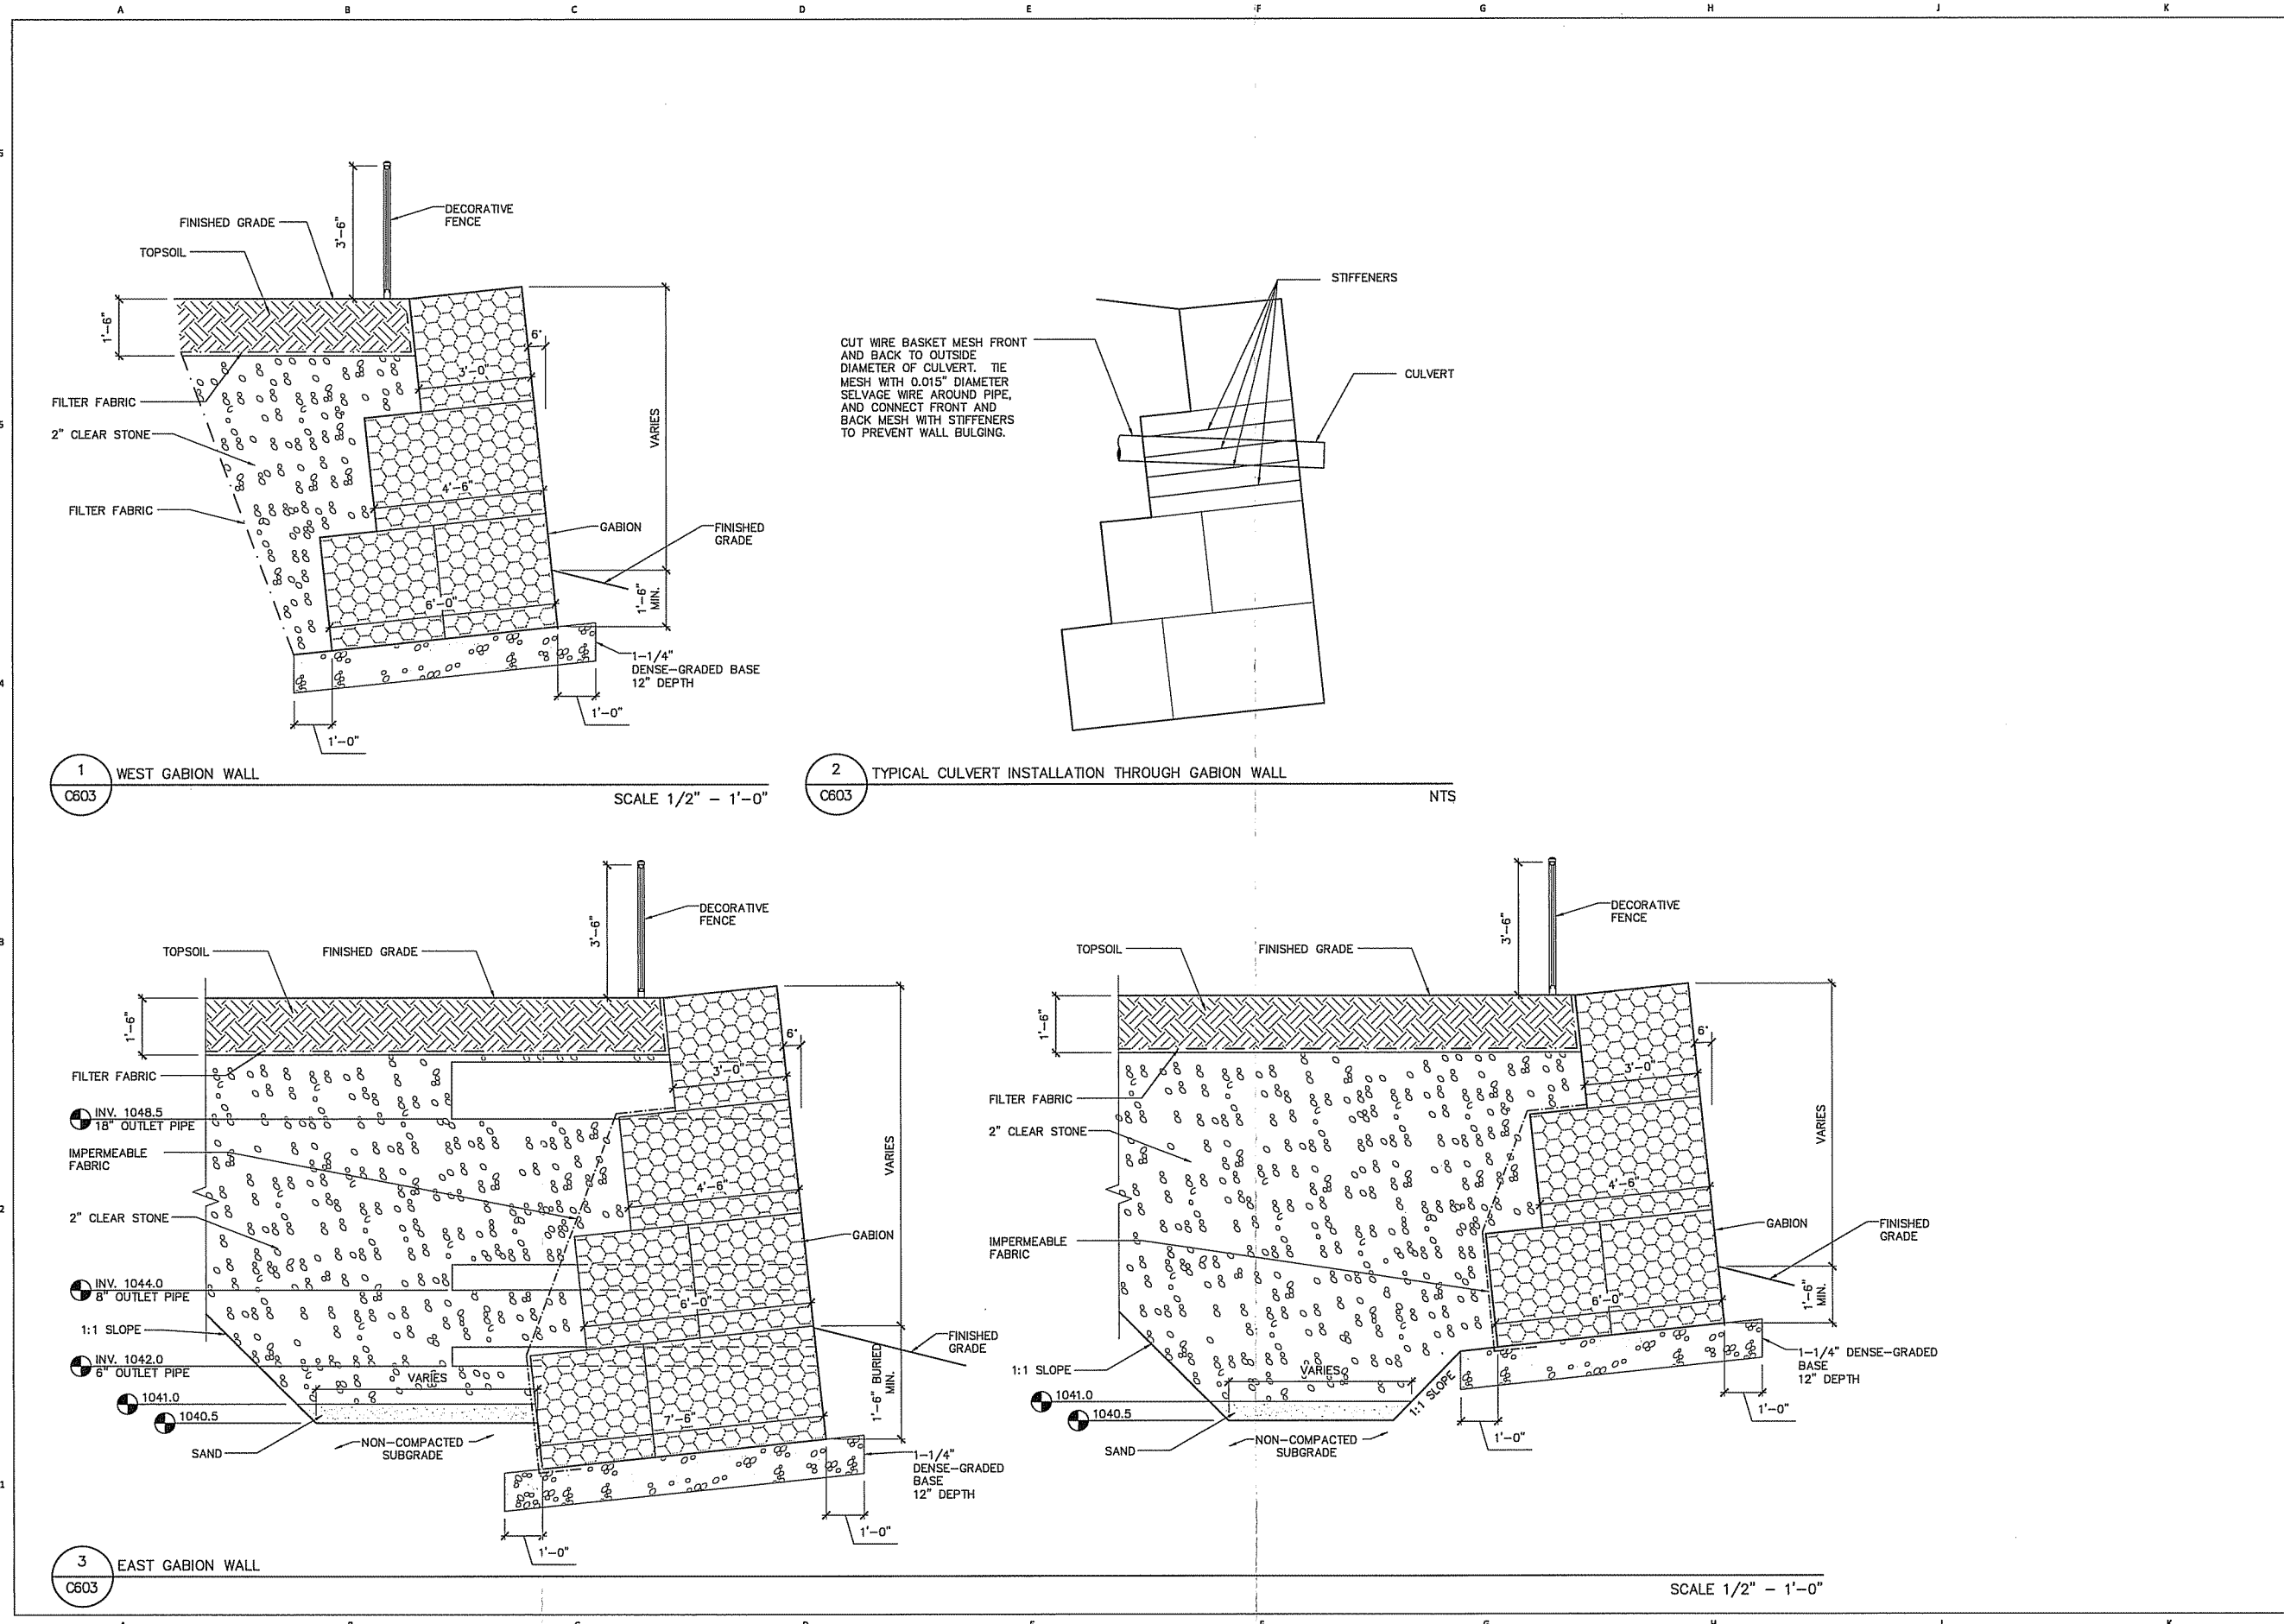 A B C D E F G H J K
3'-6"
DECORATIVE
FENCE
FINISHED GRADE
TOPSOIL
1'-6"
6"
3'-0"
FILTER FABRIC
2" CLEAR STONE
VARIES
4'-6"
FILTER FABRIC
GABION
FINISHED
GRADE
6'-0"
1'-6"
MIN.
1-1/4"
DENSE-GRADED BASE
12" DEPTH
1'-0"
1'-0"
1
C603
WEST GABION WALL
SCALE 1/2" - 1'-0"
STIFFENERS
CUT WIRE BASKET MESH FRONT
AND BACK TO OUTSIDE
DIAMETER OF CULVERT. TIE
MESH WITH 0.015" DIAMETER
SELVAGE WIRE AROUND PIPE,
AND CONNECT FRONT AND
BACK MESH WITH STIFFENERS
TO PREVENT WALL BULGING.
CULVERT
2
C603
TYPICAL CULVERT INSTALLATION THROUGH GABION WALL
NTS
3'-6"
DECORATIVE
FENCE
TOPSOIL
FINISHED GRADE
1'-6"
6"
FILTER FABRIC
3'-0"
INV. 1048.5
18" OUTLET PIPE
IMPERMEABLE
FABRIC
VARIES
4'-6"
2" CLEAR STONE
GABION
INV. 1044.0
8" OUTLET PIPE
6'-0"
1:1 SLOPE
FINISHED
GRADE
INV. 1042.0
6" OUTLET PIPE
VARIES
1041.0
1040.5
7'-6"
1'-6" BURIED
MIN.
SAND
NON-COMPACTED
SUBGRADE
1-1/4"
DENSE-GRADED
BASE
12" DEPTH
1'-0"
1'-0"
3'-6"
DECORATIVE
FENCE
TOPSOIL
FINISHED GRADE
1'-6"
6"
3'-0"
FILTER FABRIC
2" CLEAR STONE
VARIES
4'-6"
GABION
FINISHED
GRADE
IMPERMEABLE
FABRIC
6'-0"
1'-6"
MIN.
1:1 SLOPE
VARIES
1:1 SLOPE
1-1/4" DENSE-GRADED
BASE
12" DEPTH
1041.0
1040.5
SAND
NON-COMPACTED
SUBGRADE
1'-0"
1'-0"
3
C603
EAST GABION WALL
SCALE 1/2" - 1'-0"